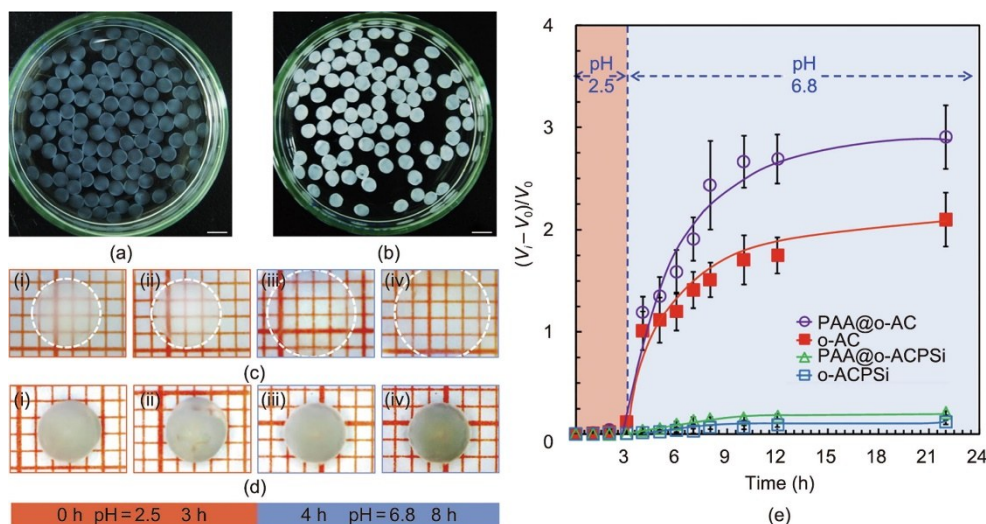 (a)
(b)
(i)
(ii)
(iii)
(iv)
(c)
(i)
(ii)
(iii)
(iv)
(d)
0 h pH = 2.5 3 h
4 h pH = 6.8 8 h
4
3
2
1
0
(Vi – V0)/V0
pH
2.5
pH
6.8
PAA@o-AC
o-AC
PAA@o-ACPSi
o-ACPSi
3 6 9 12 15 18 21 24
Time (h)
(e)